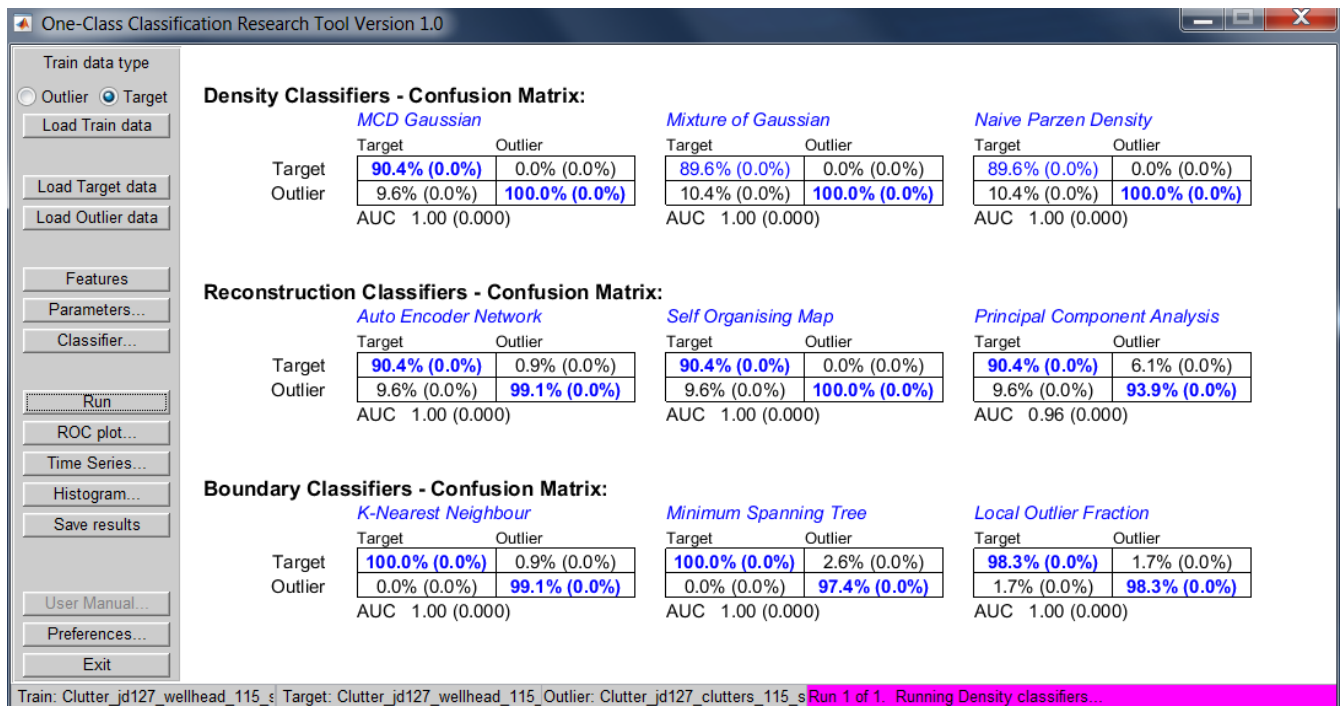 One-Class Classification Research Tool Version 1.0
Train data type
Outlier Target
Load Train data
Load Target data
Load Outlier data
Features
Parameters...
Classifier...
Run
ROC plot...
Time Series...
Histogram...
Save results
User Manual...
Preferences...
Exit
Density Classifiers - Confusion Matrix:
MCD Gaussian Mixture of Gaussian Naive Parzen Density
Target Outlier Target Outlier Target Outlier
Target 90.4% (0.0%) 0.0% (0.0%) 89.6% (0.0%) 0.0% (0.0%) 89.6% (0.0%) 0.0% (0.0%)
Outlier 9.6% (0.0%) 100.0% (0.0%) 10.4% (0.0%) 100.0% (0.0%) 10.4% (0.0%) 100.0% (0.0%)
AUC 1.00 (0.000) AUC 1.00 (0.000) AUC 1.00 (0.000)
Reconstruction Classifiers - Confusion Matrix:
Auto Encoder Network Self Organising Map Principal Component Analysis
Target Outlier Target Outlier Target Outlier
Target 90.4% (0.0%) 0.9% (0.0%) 90.4% (0.0%) 0.0% (0.0%) 90.4% (0.0%) 6.1% (0.0%)
Outlier 9.6% (0.0%) 99.1% (0.0%) 9.6% (0.0%) 100.0% (0.0%) 9.6% (0.0%) 93.9% (0.0%)
AUC 1.00 (0.000) AUC 1.00 (0.000) AUC 0.96 (0.000)
Boundary Classifiers - Confusion Matrix:
K-Nearest Neighbour Minimum Spanning Tree Local Outlier Fraction
Target Outlier Target Outlier Target Outlier
Target 100.0% (0.0%) 0.9% (0.0%) 100.0% (0.0%) 2.6% (0.0%) 98.3% (0.0%) 1.7% (0.0%)
Outlier 0.0% (0.0%) 99.1% (0.0%) 0.0% (0.0%) 97.4% (0.0%) 1.7% (0.0%) 98.3% (0.0%)
AUC 1.00 (0.000) AUC 1.00 (0.000) AUC 1.00 (0.000)
Train: Clutter_jd127_wellhead_115_s Target: Clutter_jd127_wellhead_115_ Outlier: Clutter_jd127_clutters_115_s Run 1 of 1. Running Density classifiers...